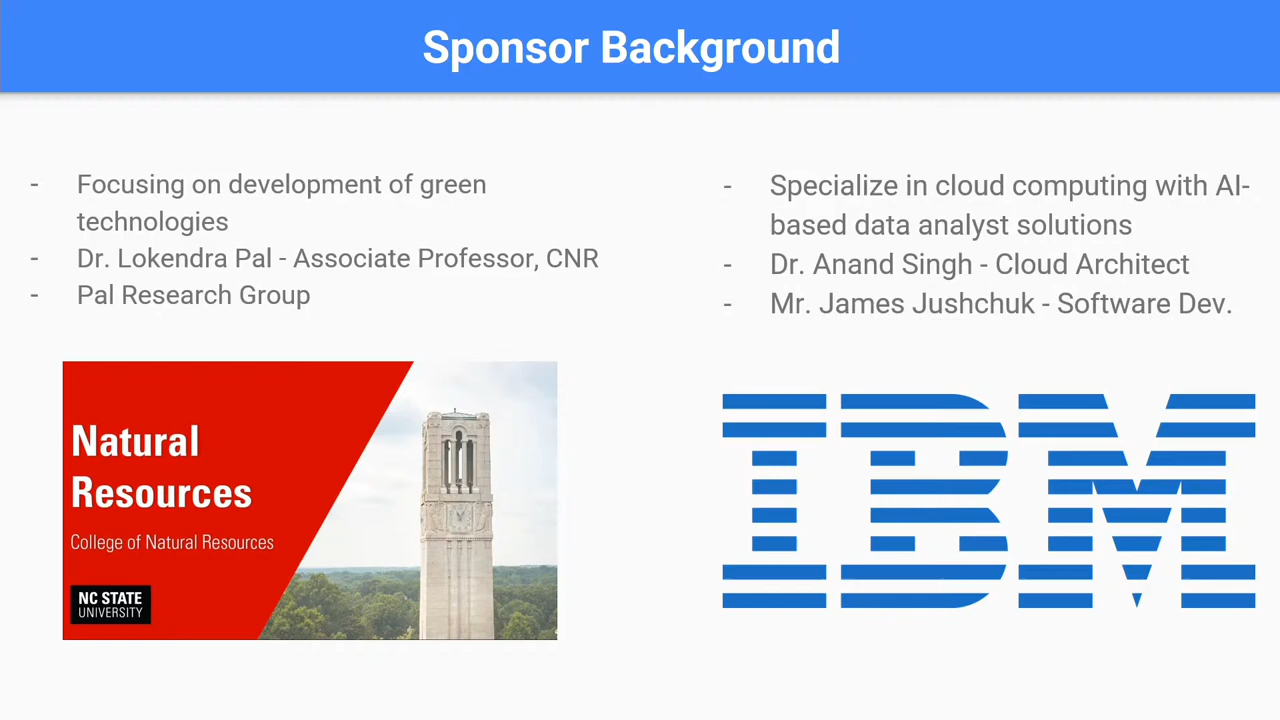 Sponsor Background
- Focusing on development of green
technologies
- Dr. Lokendra Pal - Associate Professor, CNR
- Pal Research Group
- Specialize in cloud computing with AI-
based data analyst solutions
- Dr. Anand Singh - Cloud Architect
- Mr. James Jushchuk - Software Dev.
Natural
Resources
College of Natural Resources
NC STATE
UNIVERSITY
IBM